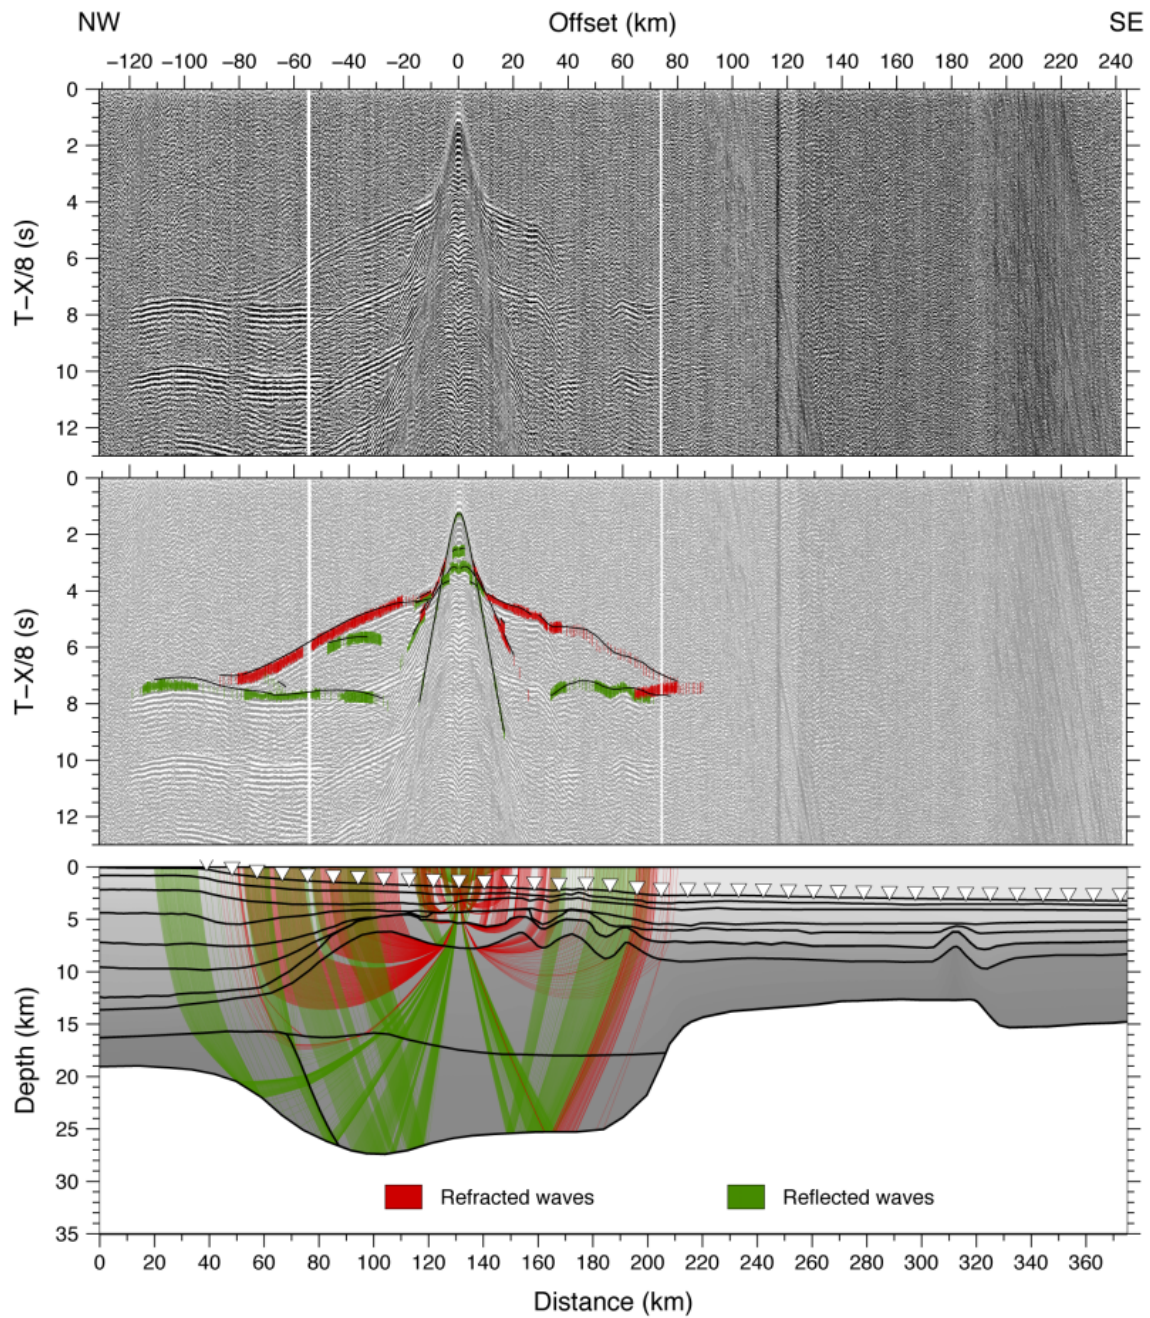 NW Offset (km) SE
−120 −100 −80 −60 −40 −20 0 20 40 60 80 100 120 140 160 180 200 220 240
T−X/8 (s)
0
2
4
6
8
10
12
T−X/8 (s)
0
2
4
6
8
10
12
Depth (km)
0
5
10
15
20
25
30
35
Refracted waves Reflected waves
0 20 40 60 80 100 120 140 160 180 200 220 240 260 280 300 320 340 360
Distance (km)